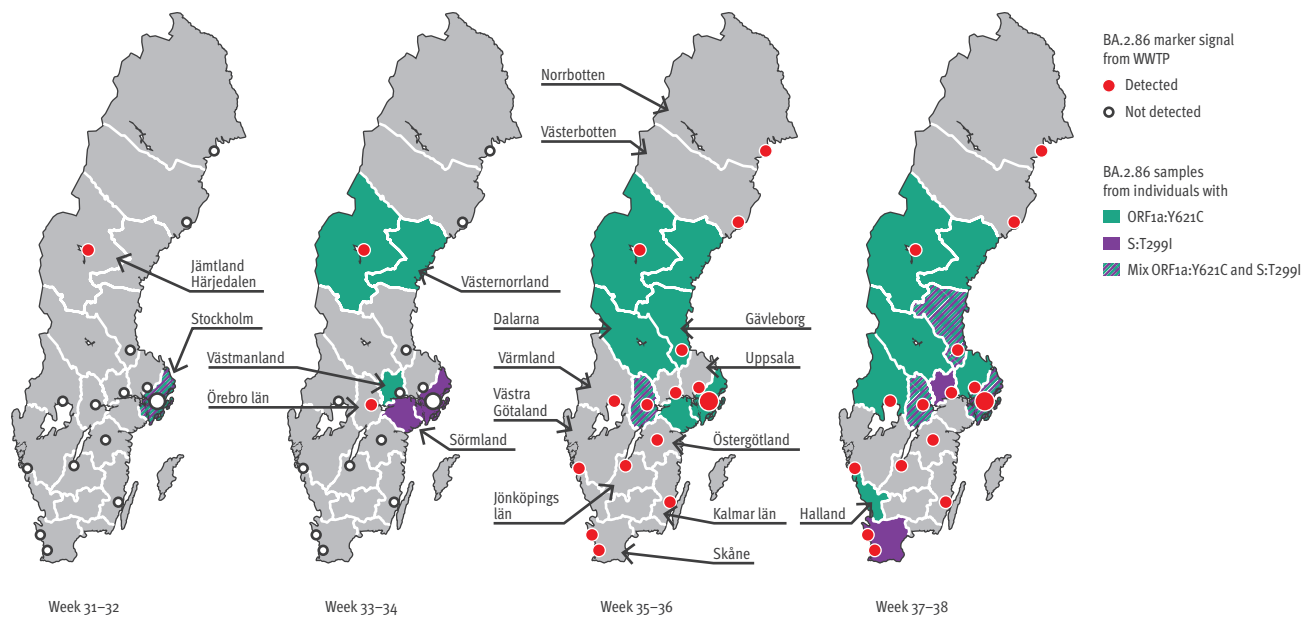 BA.2.86 marker signal
from WWTP
Detected
Not detected
BA.2.86 samples
from individuals with
ORF1a:Y621C
S:T299I
Mix ORF1a:Y621C and S:T299I
Norrbotten
Västerbotten
Jämtland
Härjedalen
Västernorrland
Stockholm
Dalarna
Gävleborg
Västmanland
Värmland
Uppsala
Örebro län
Västra
Götaland
Sörmland
Östergötland
Jönköpings
län
Kalmar län
Halland
Skåne
Week 31–32
Week 33–34
Week 35–36
Week 37–38